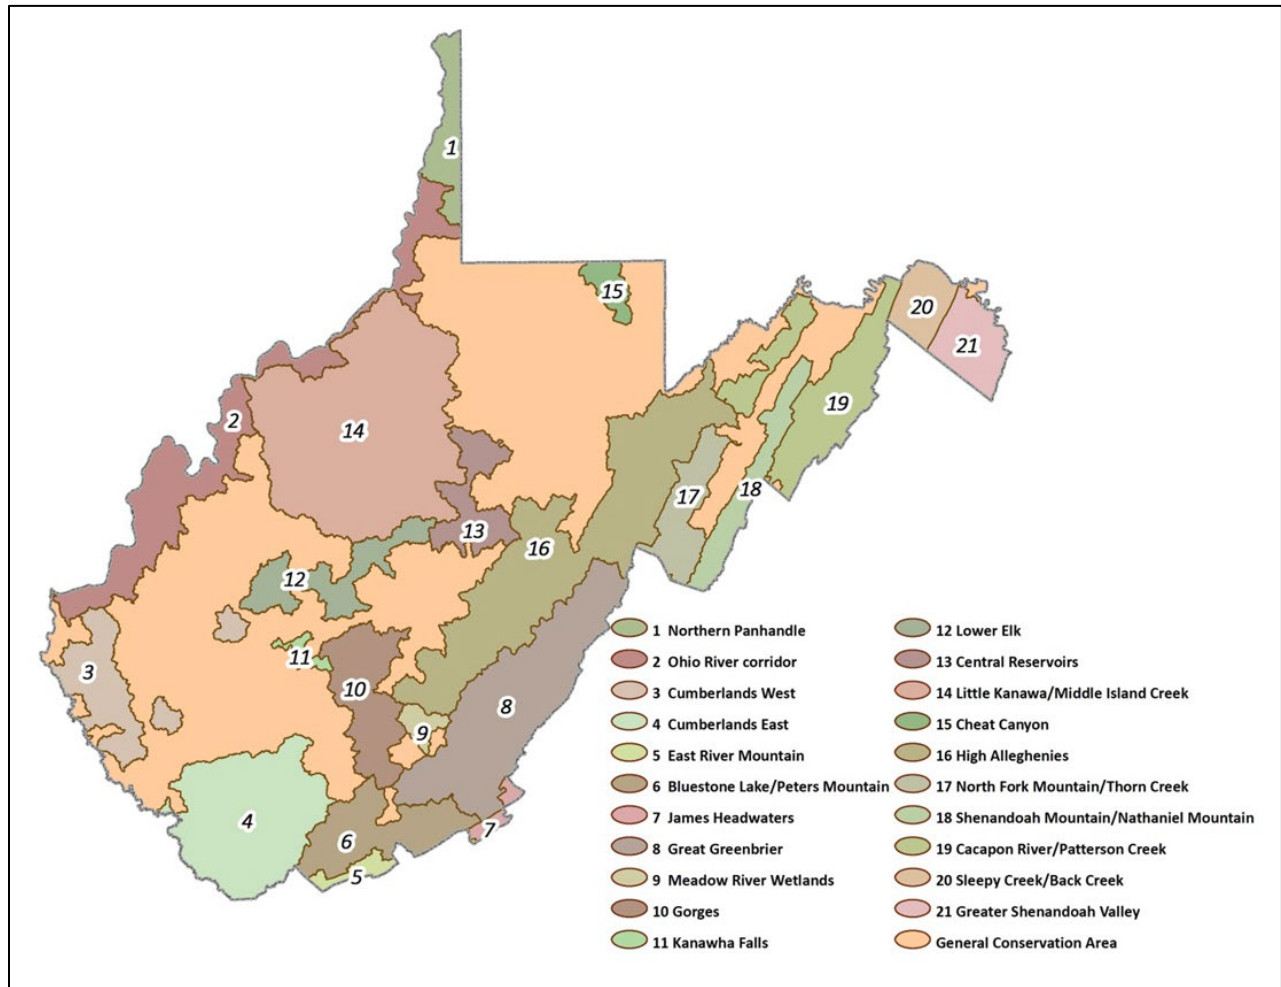 1
15
20
21
19
2
14
17
18
13
16
12
3
11
10
8
9
4
7
6
5
1 Northern Panhandle
2 Ohio River corridor
3 Cumberlands West
4 Cumberlands East
5 East River Mountain
6 Bluestone Lake/Peters Mountain
7 James Headwaters
8 Great Greenbrier
9 Meadow River Wetlands
10 Gorges
11 Kanawha Falls
12 Lower Elk
13 Central Reservoirs
14 Little Kanawa/Middle Island Creek
15 Cheat Canyon
16 High Alleghenies
17 North Fork Mountain/Thorn Creek
18 Shenandoah Mountain/Nathaniel Mountain
19 Cacapon River/Patterson Creek
20 Sleepy Creek/Back Creek
21 Greater Shenandoah Valley
General Conservation Area